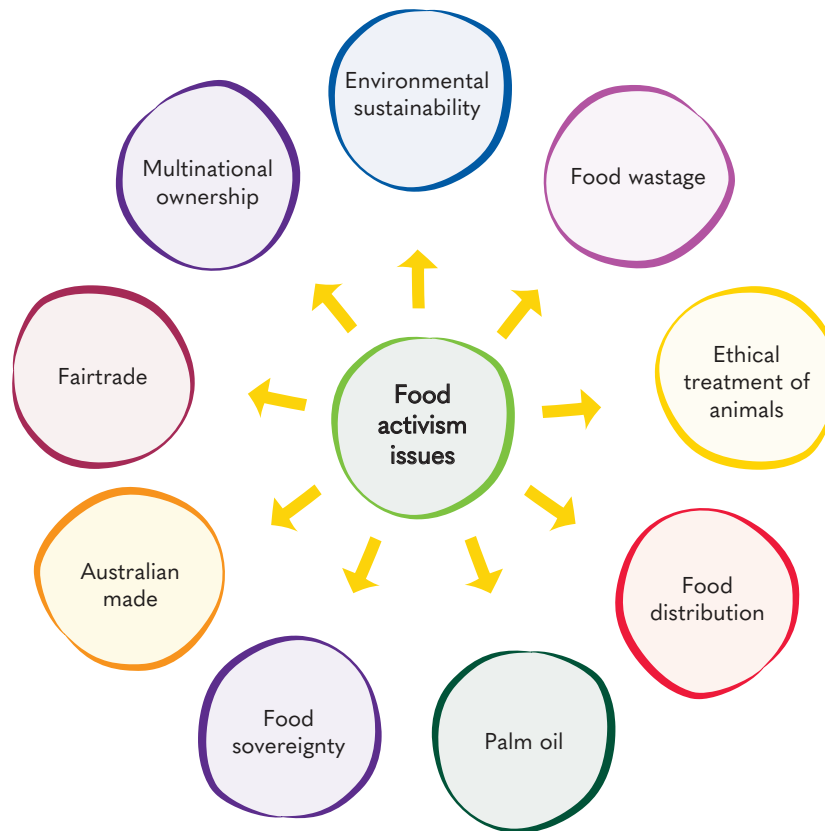 Environmental
sustainability
Food wastage
Ethical
treatment of
animals
Food
distribution
Palm oil
Food
sovereignty
Australian
made
Fairtrade
Multinational
ownership
Food
activism
issues